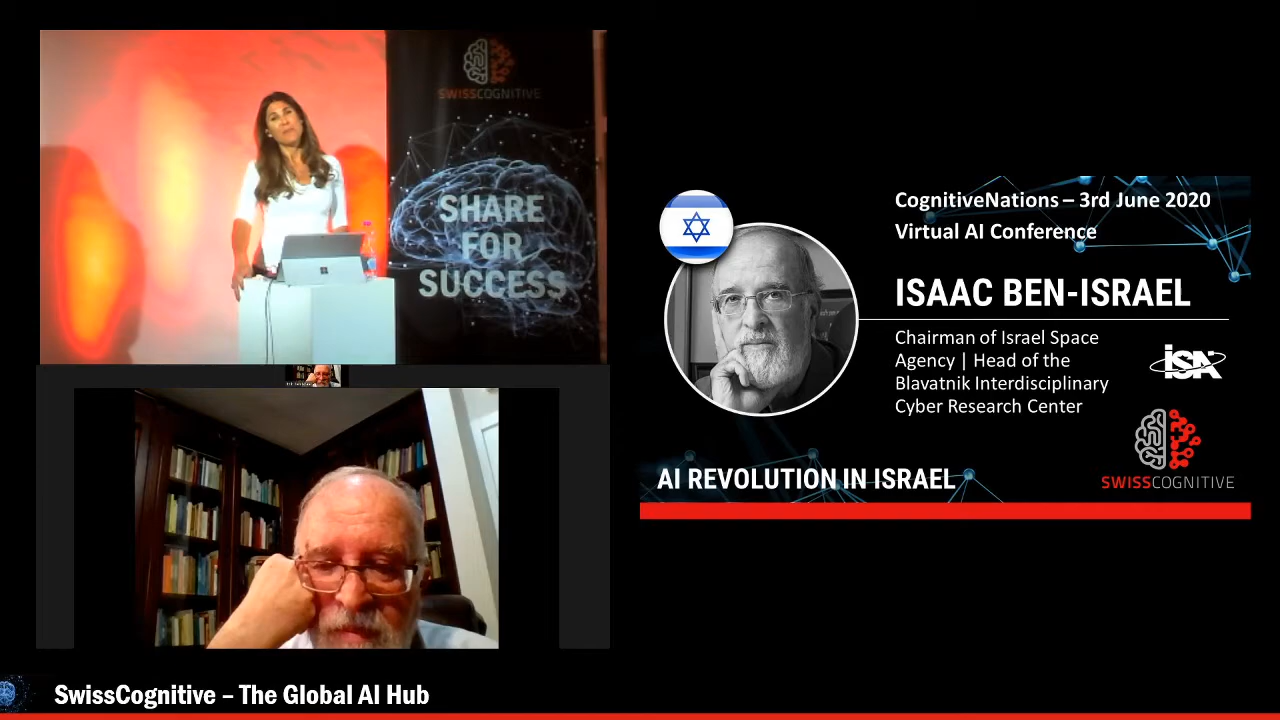 SWISSCOGNITIVE
SHARE
FOR
SUCCESS
CognitiveNations – 3rd June 2020
Virtual AI Conference
ISAAC BEN-ISRAEL
Chairman of Israel Space
Agency | Head of the
Blavatnik Interdisciplinary
Cyber Research Center
ISA
AI REVOLUTION IN ISRAEL
SWISSCOGNITIVE
SwissCognitive – The Global AI Hub